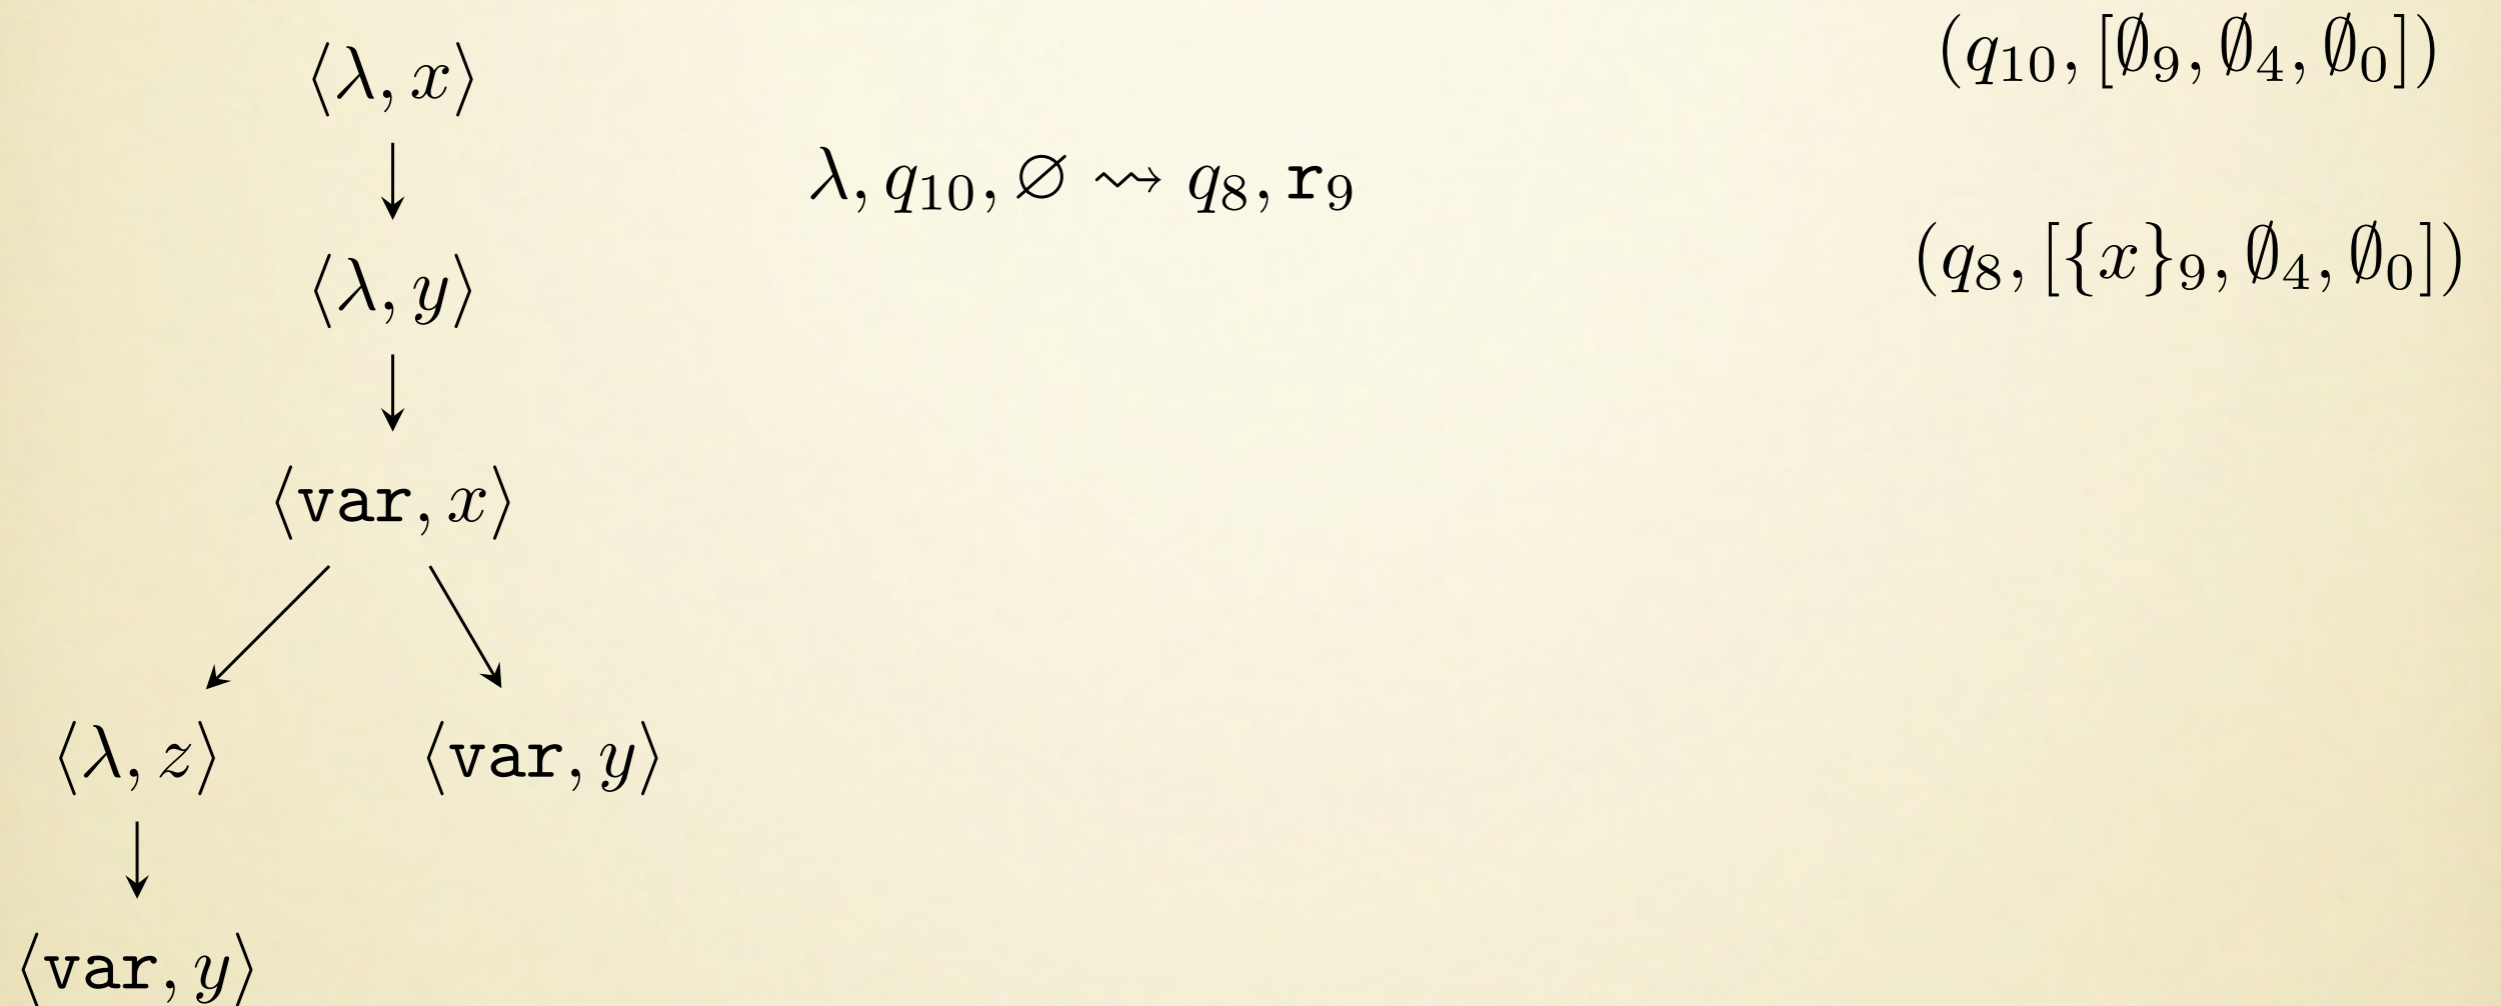 ⟨λ, x⟩
(q₁₀, [∅₉, ∅₄, ∅₀])
λ, q₁₀, ∅ ⇝ q₈, r₉
⟨λ, y⟩
(q₈, [{x}₉, ∅₄, ∅₀])
⟨var, x⟩
⟨λ, z⟩
⟨var, y⟩
⟨var, y⟩